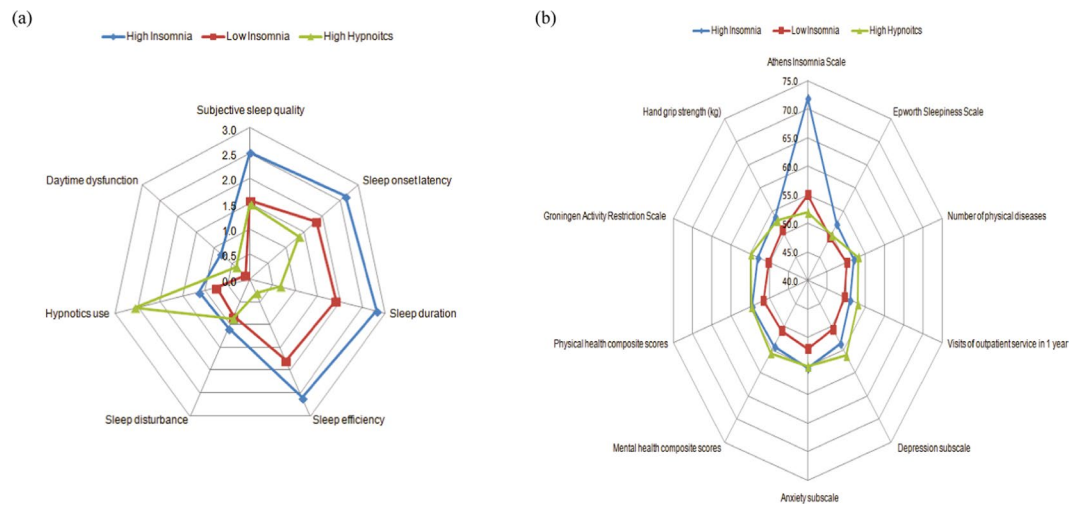 (a)
High Insomnia Low Insomnia High Hypnoitcs
Subjective sleep quality
3.0
2.5
2.0
1.5
1.0
0.5
0.0
Daytime dysfunction
Sleep onset latency
Hypnotics use
Sleep duration
Sleep disturbance
Sleep efficiency
(b)
High Insomnia Low Insomnia High Hypnoitcs
Athens Insomnia Scale
75.0
70.0
65.0
60.0
55.0
50.0
45.0
40.0
Hand grip strength (kg)
Epworth Sleepiness Scale
Groningen Activity Restriction Scale
Number of physical diseases
Physical health composite scores
Visits of outpatient service in 1 year
Mental health composite scores
Depression subscale
Anxiety subscale